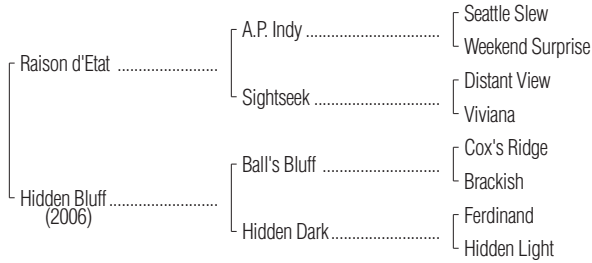 Seattle Slew
A.P. Indy ..............................
Weekend Surprise
Raison d'Etat ......................
Distant View
Sightseek ............................
Viviana
Cox's Ridge
Ball's Bluff ..........................
Brackish
Hidden Bluff ........................
(2006)
Ferdinand
Hidden Dark ........................
Hidden Light